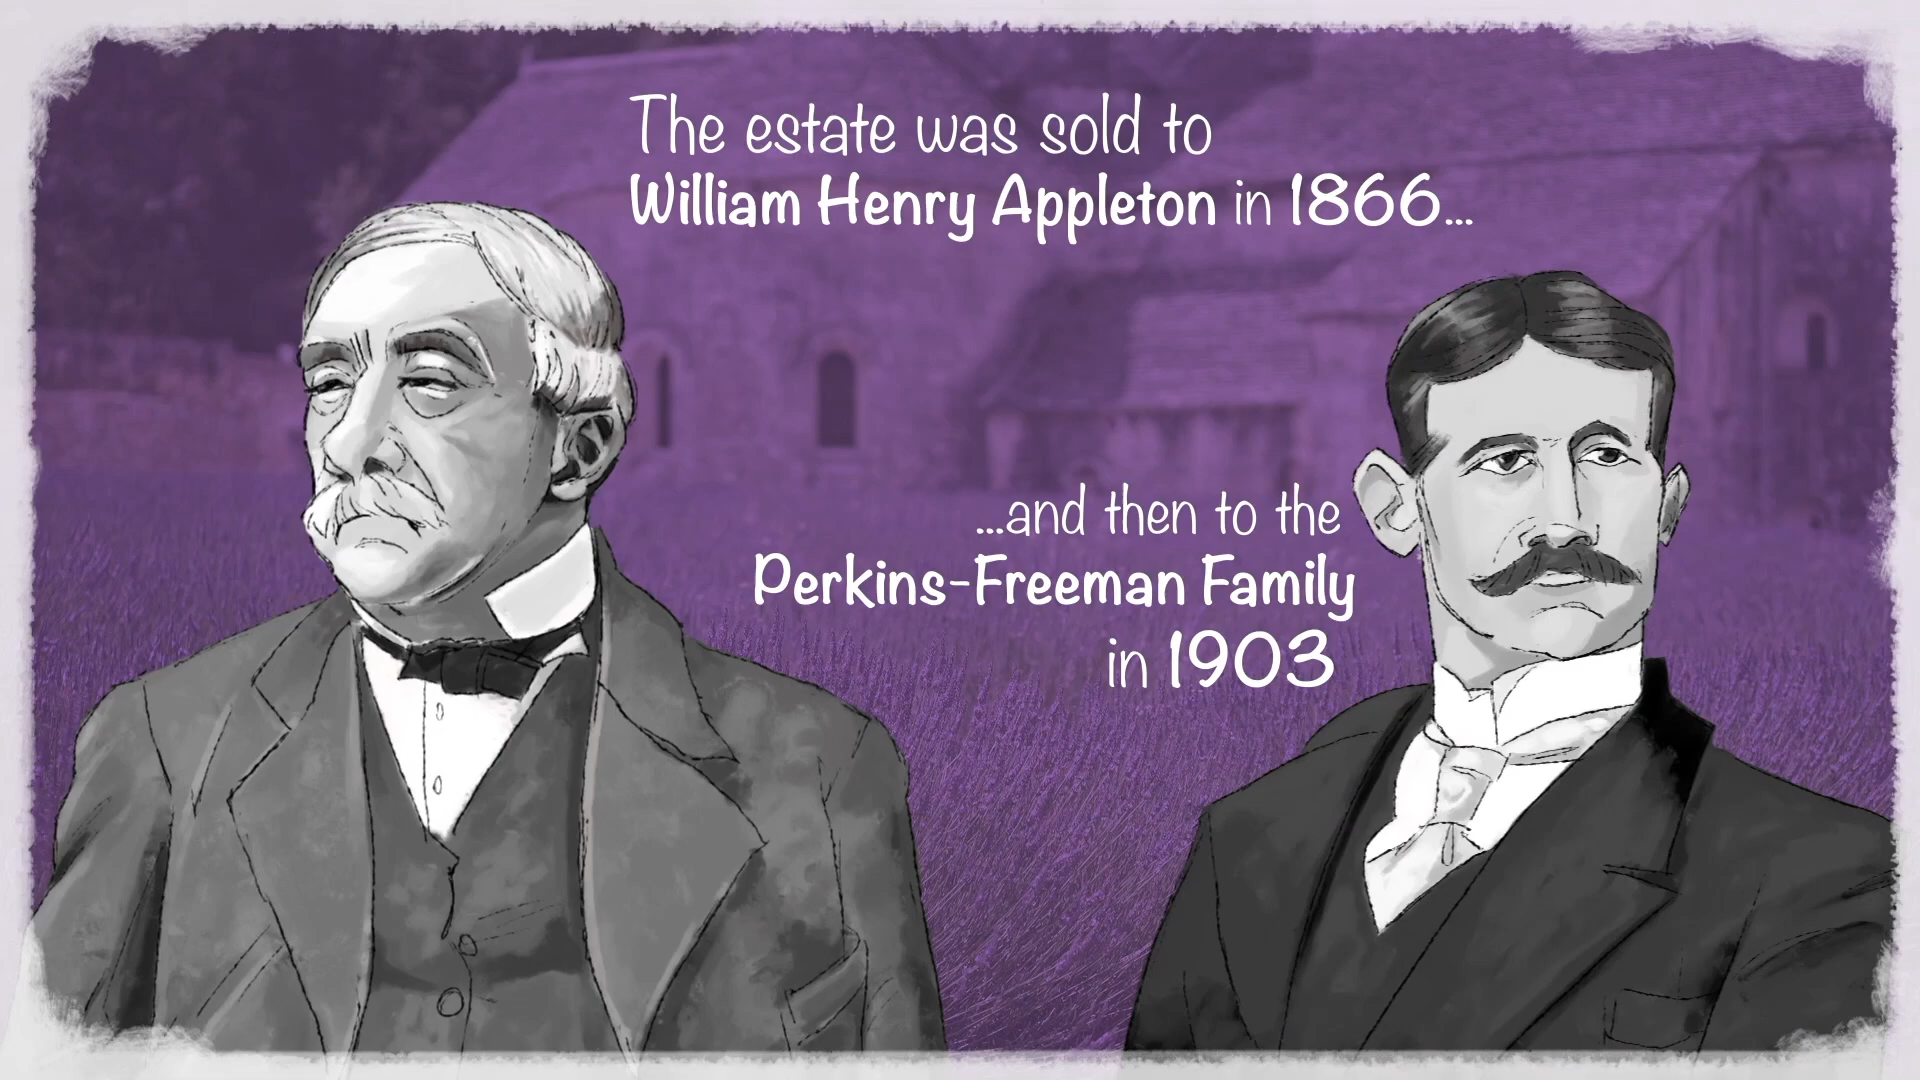 The estate was sold to
William Henry Appleton in 1866...
...and then to the
Perkins-Freeman Family
in 1903